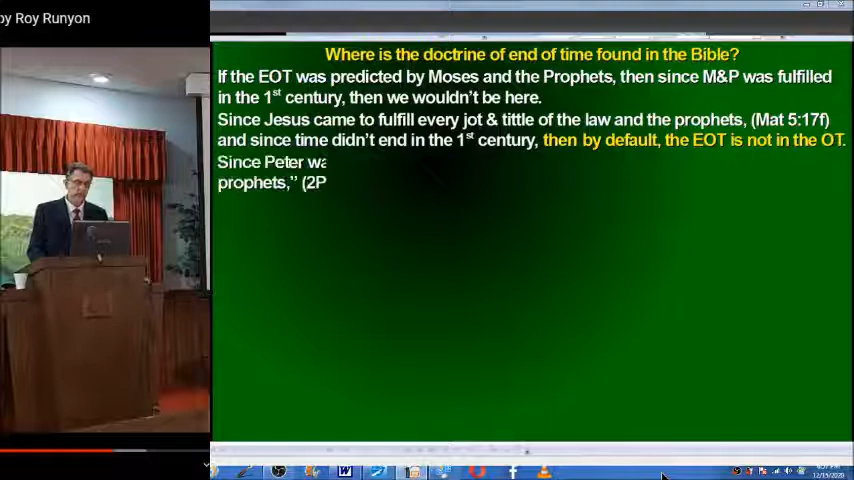 by Roy Runyon
Where is the doctrine of end of time found in the Bible?
If the EOT was predicted by Moses and the Prophets, then since M&P was fulfilled
in the 1st century, then we wouldn't be here.
Since Jesus came to fulfill every jot & tittle of the law and the prophets, (Mat 5:17f)
and since time didn't end in the 1st century, then by default, the EOT is not in the OT.
Since Peter wa
prophets,” (2P
12/15/2020